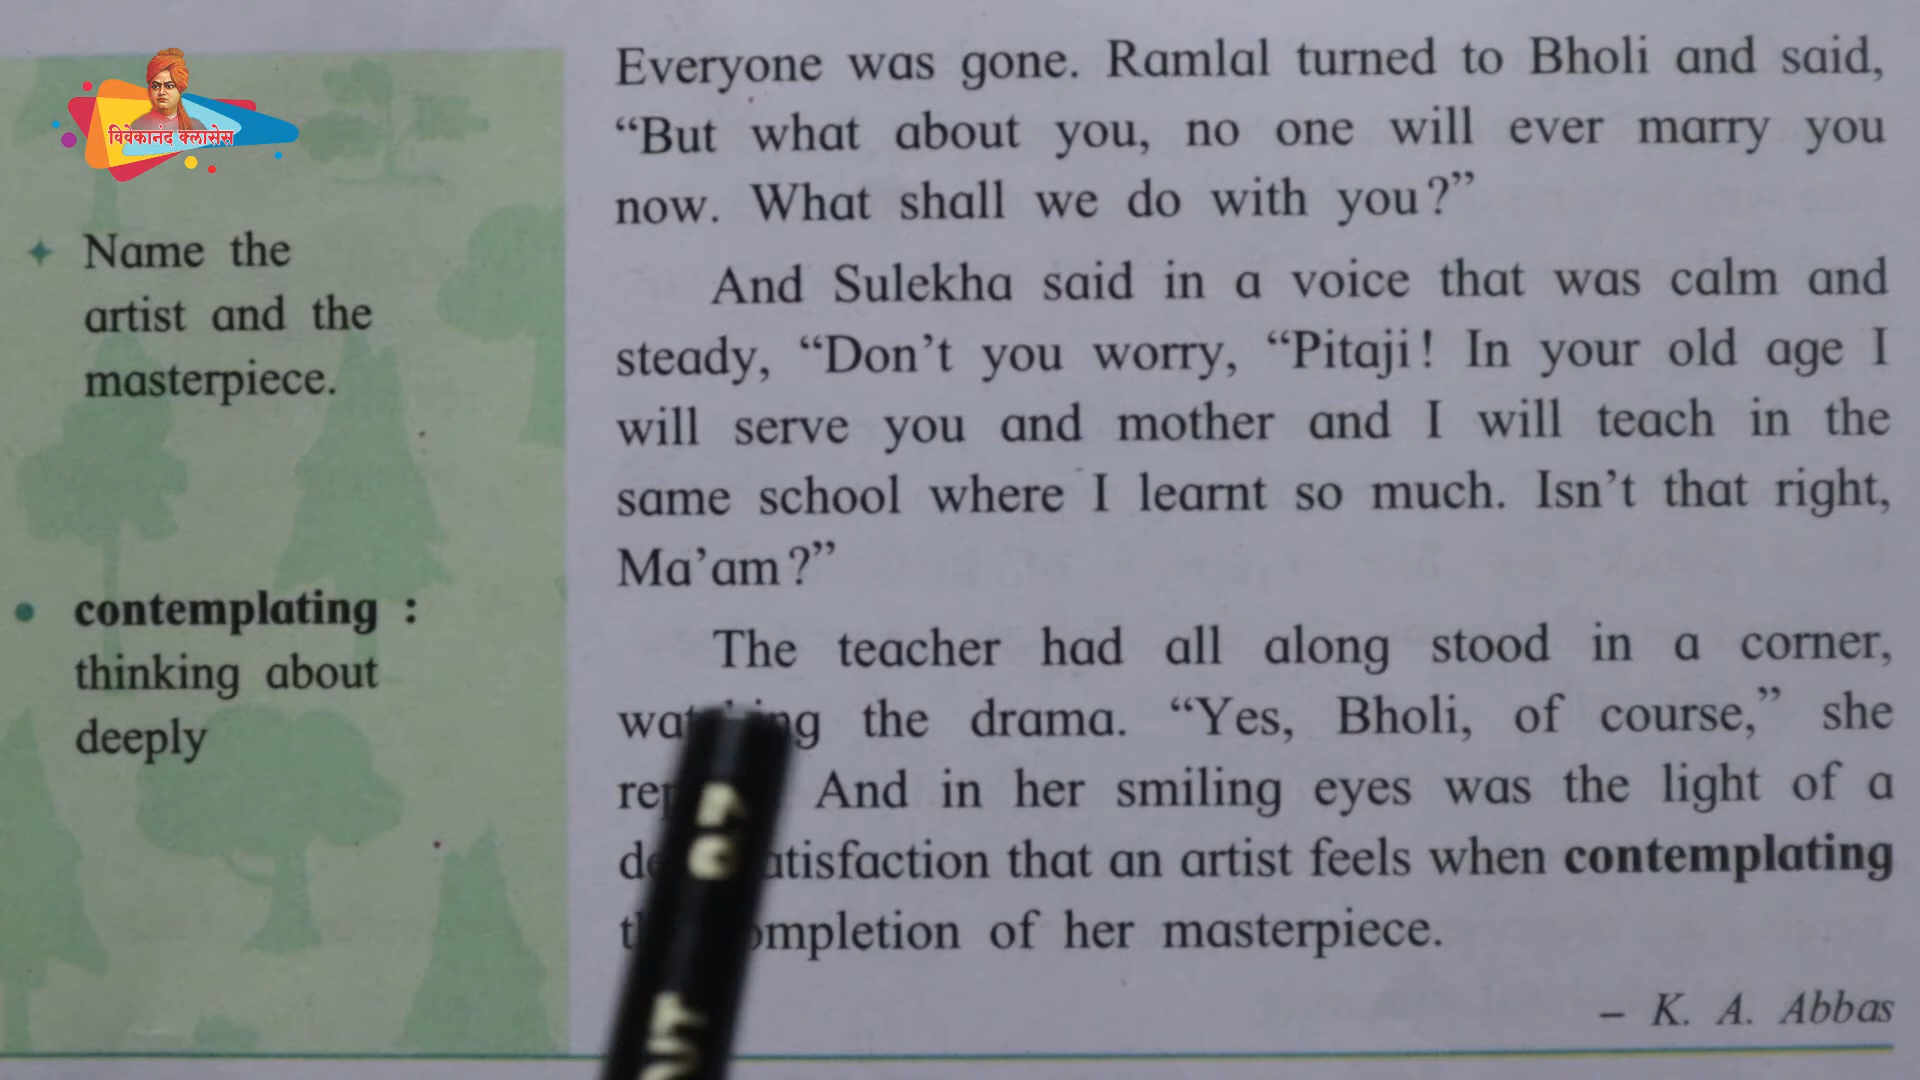 विवेकानंद क्लासेस
Name the
artist and the
masterpiece.
contemplating :
thinking about
deeply
Everyone was gone. Ramlal turned to Bholi and said,
“But what about you, no one will ever marry you
now. What shall we do with you?”
And Sulekha said in a voice that was calm and
steady, “Don’t you worry, “Pitaji! In your old age I
will serve you and mother and I will teach in the
same school where I learnt so much. Isn’t that right,
Ma’am?”
The teacher had all along stood in a corner,
the drama. “Yes, Bholi, of course,” she
And in her smiling eyes was the light of a
that an artist feels when contemplating
of her masterpiece.
– K. A. Abbas